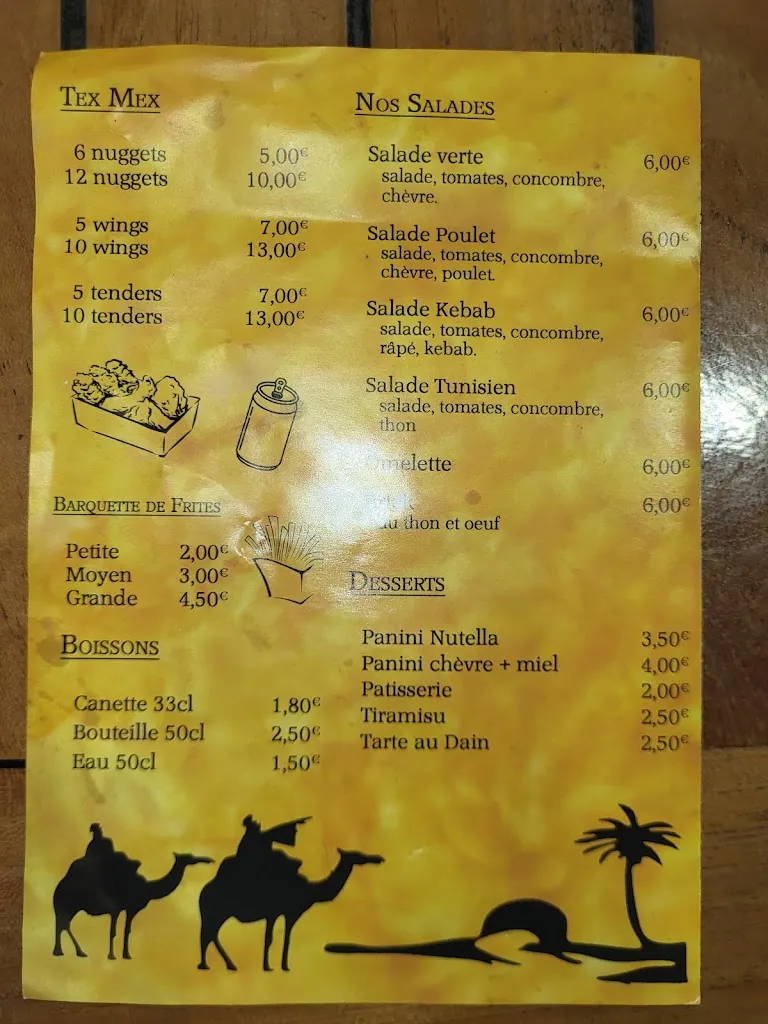 TEX MEX
6 nuggets 5,00€
12 nuggets 10,00€
5 wings 7,00€
10 wings 13,00€
5 tenders 7,00€
10 tenders 13,00€
BARQUETTE DE FRITES
Petite 2,00€
Moyen 3,00€
Grande 4,50€
BOISSONS
Canette 33cl 1,80€
Bouteille 50cl 2,50€
Eau 50cl 1,50€
NOS SALADES
Salade verte 6,00€
salade, tomates, concombre,
chèvre.
Salade Poulet 6,00€
salade, tomates, concombre,
chèvre, poulet.
Salade Kebab 6,00€
salade, tomates, concombre,
râpé, kebab.
Salade Tunisien 6,00€
salade, tomates, concombre,
thon
Omelette 6,00€
6,00€
au thon et oeuf
DESSERTS
Panini Nutella 3,50€
Panini chèvre + miel 4,00€
Patisserie 2,00€
Tiramisu 2,50€
Tarte au Dain 2,50€